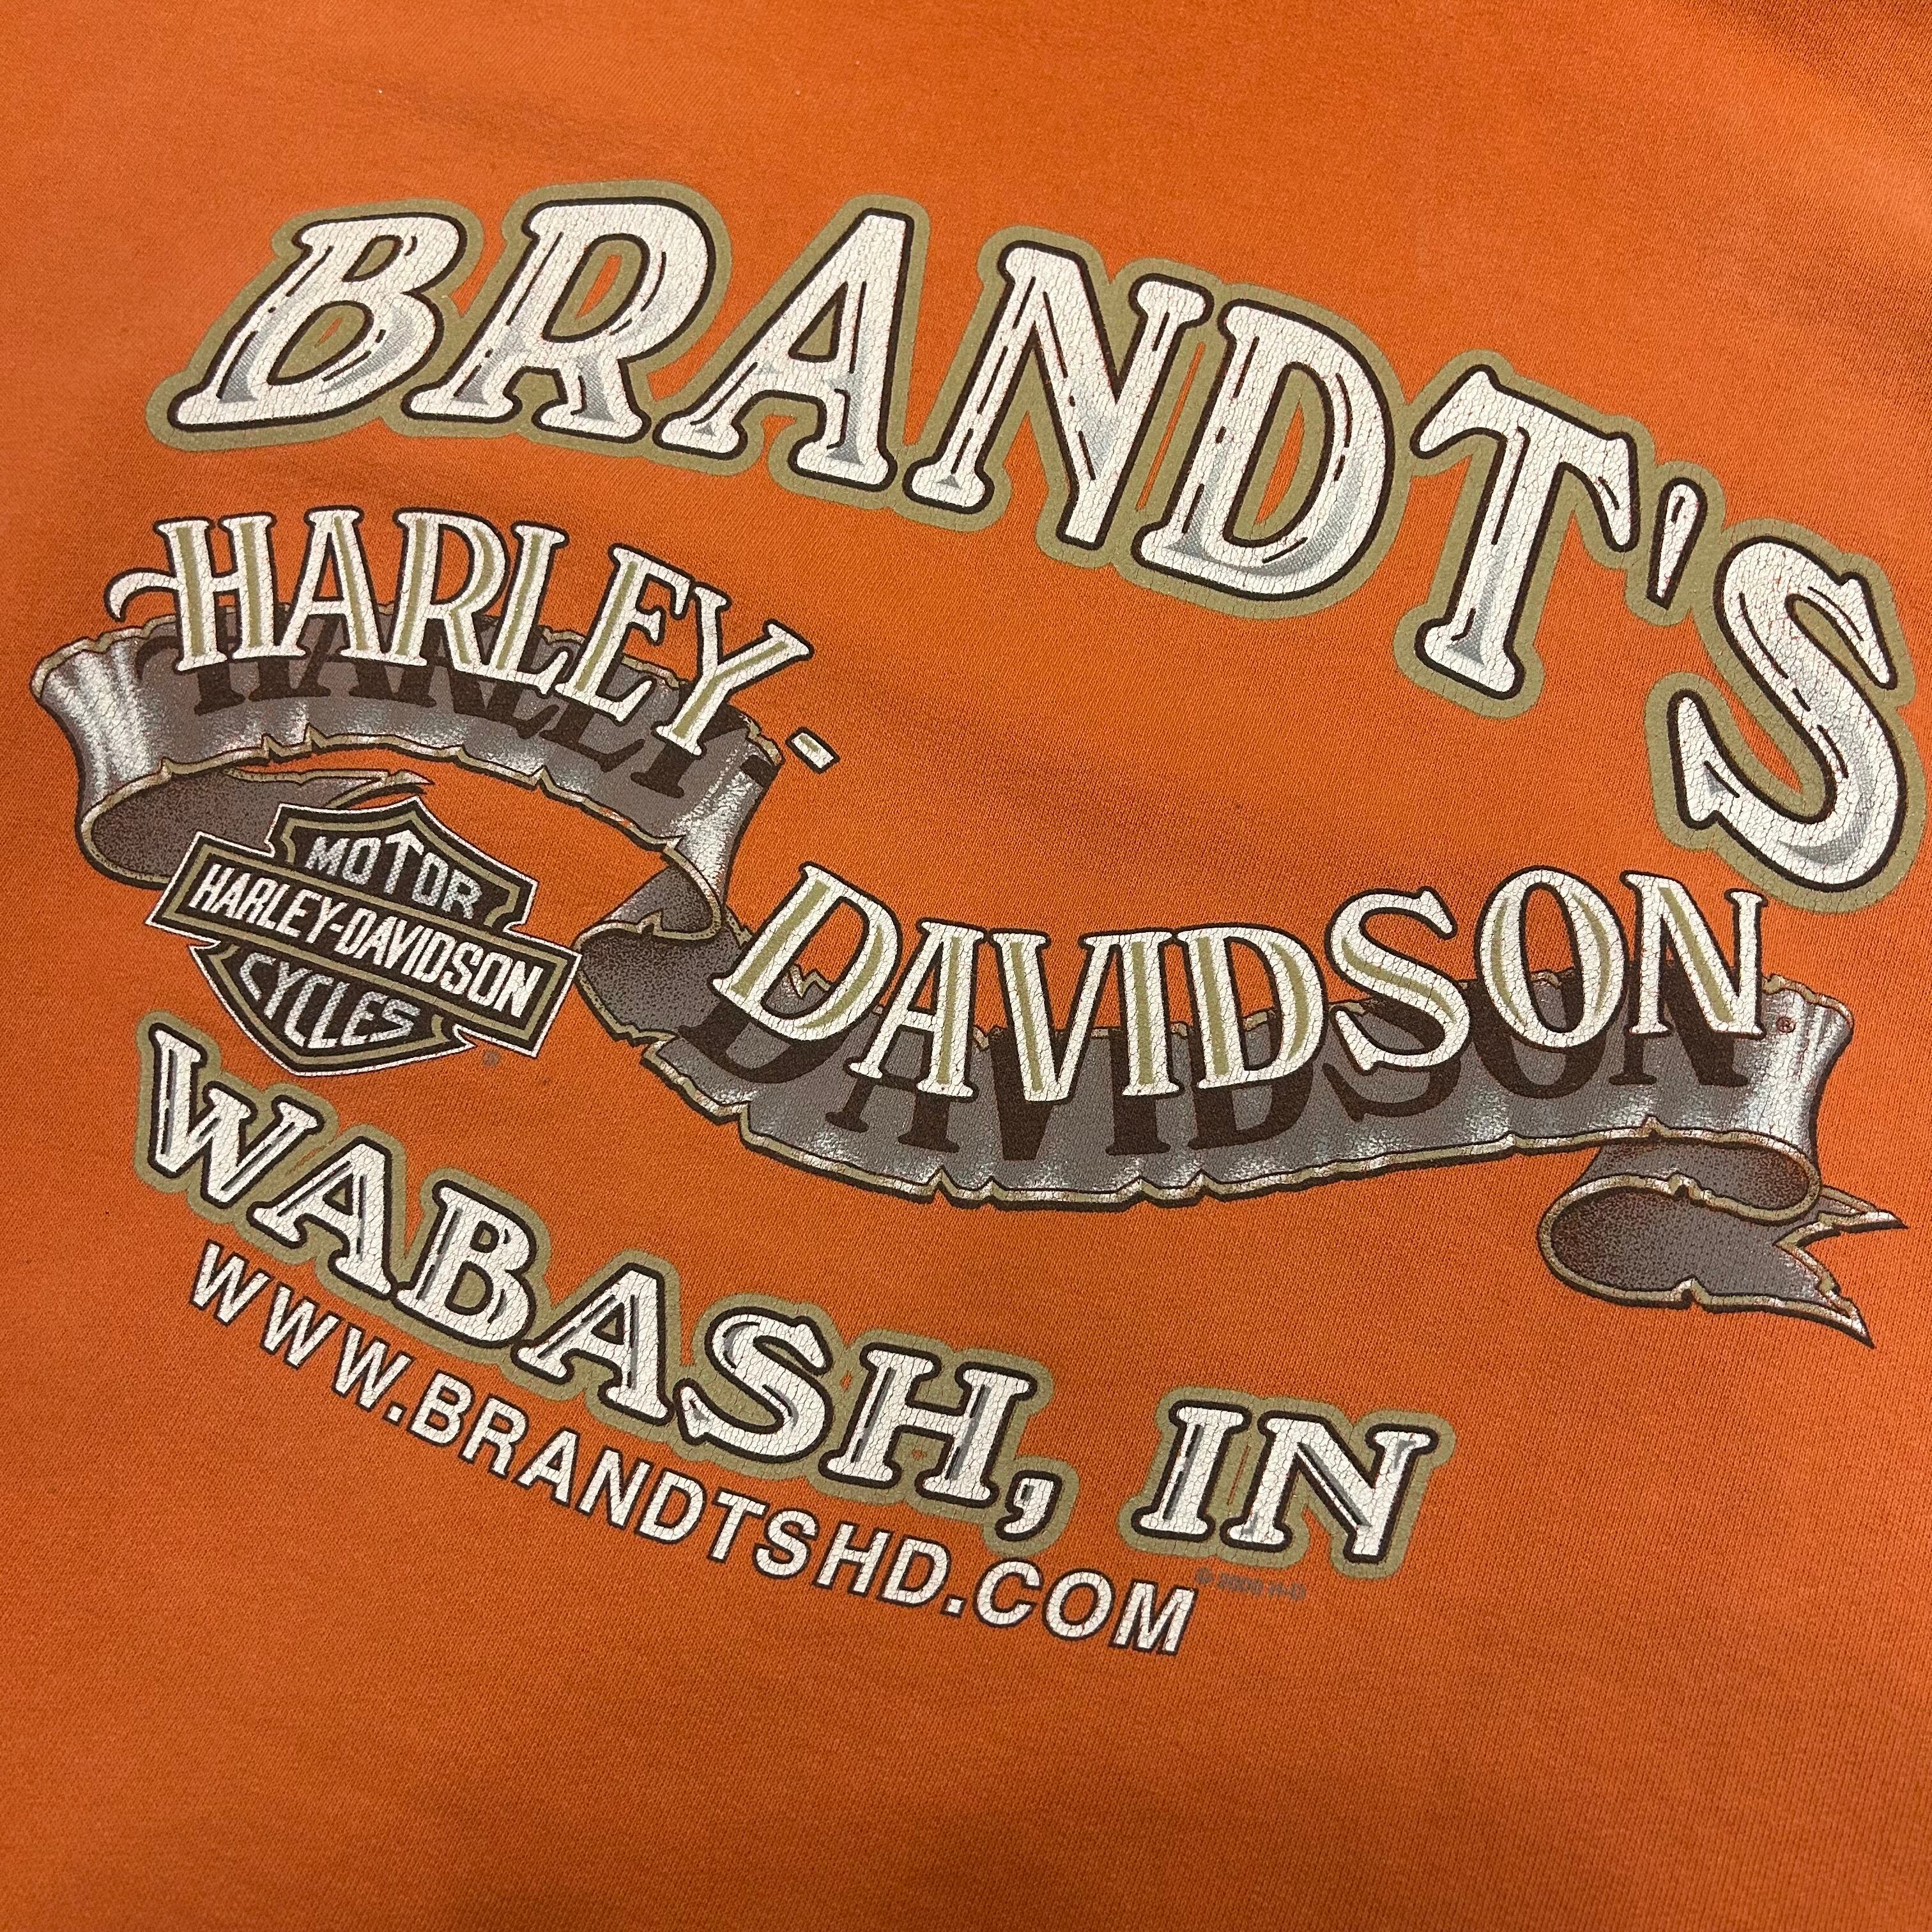 BRANDT'S
HARLEY-
DAVIDSON®
MOTOR
HARLEY-DAVIDSON
CYCLES
®
WABASH, IN
WWW.BRANDTSHD.COM